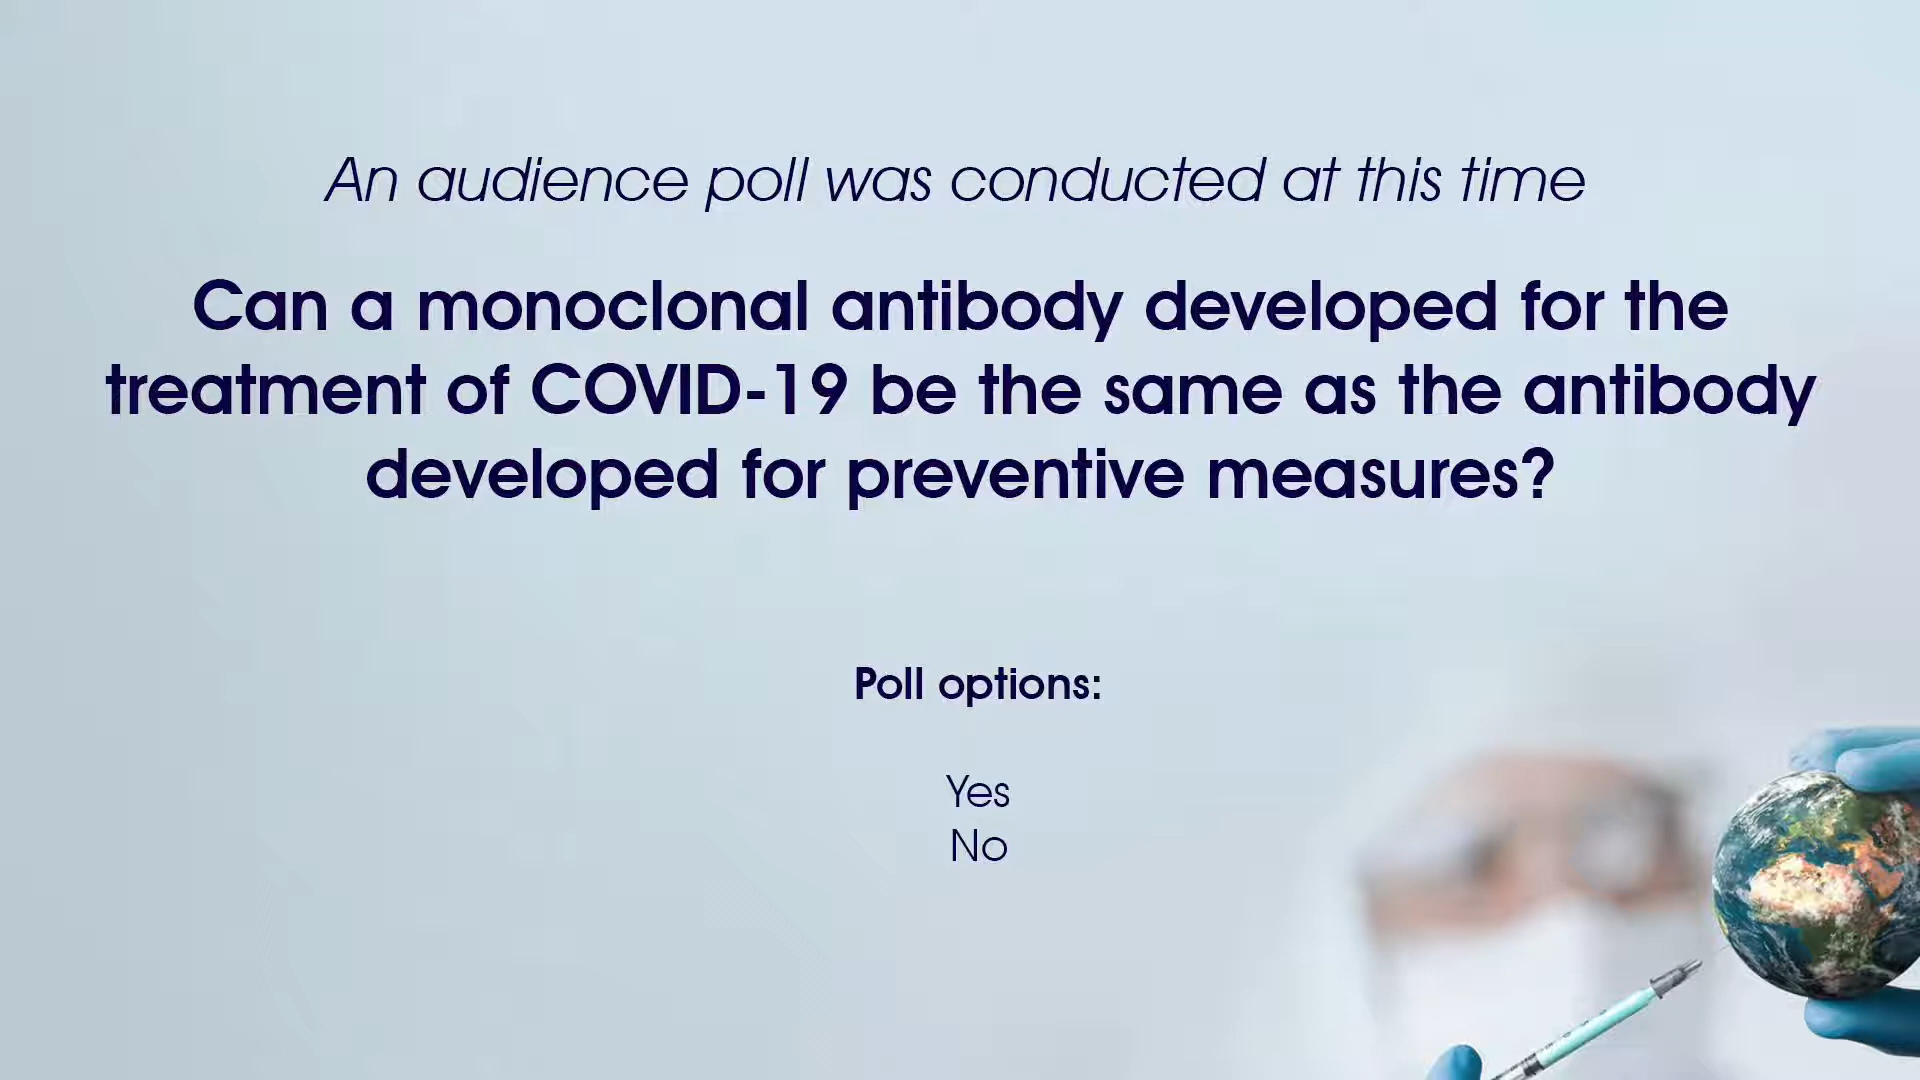 An audience poll was conducted at this time
Can a monoclonal antibody developed for the
treatment of COVID-19 be the same as the antibody
developed for preventive measures?
Poll options:
Yes
No